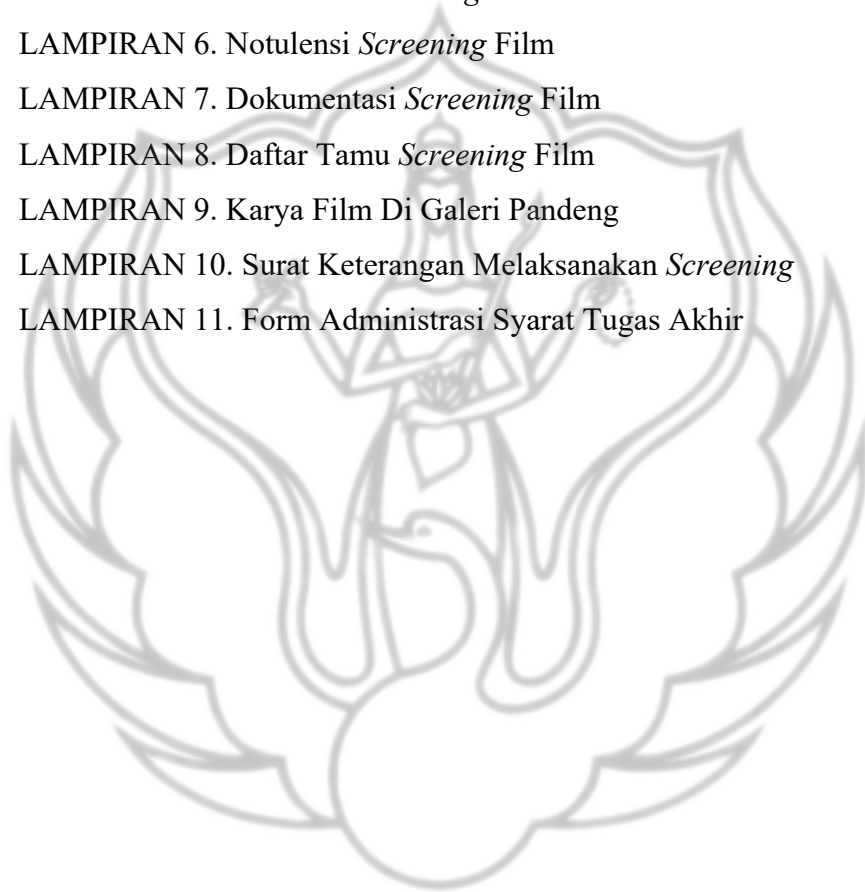 LAMPIRAN 6. Notulensi Screening Film
LAMPIRAN 7. Dokumentasi Screening Film
LAMPIRAN 8. Daftar Tamu Screening Film
LAMPIRAN 9. Karya Film Di Galeri Pandeng
LAMPIRAN 10. Surat Keterangan Melaksanakan Screening
LAMPIRAN 11. Form Administrasi Syarat Tugas Akhir